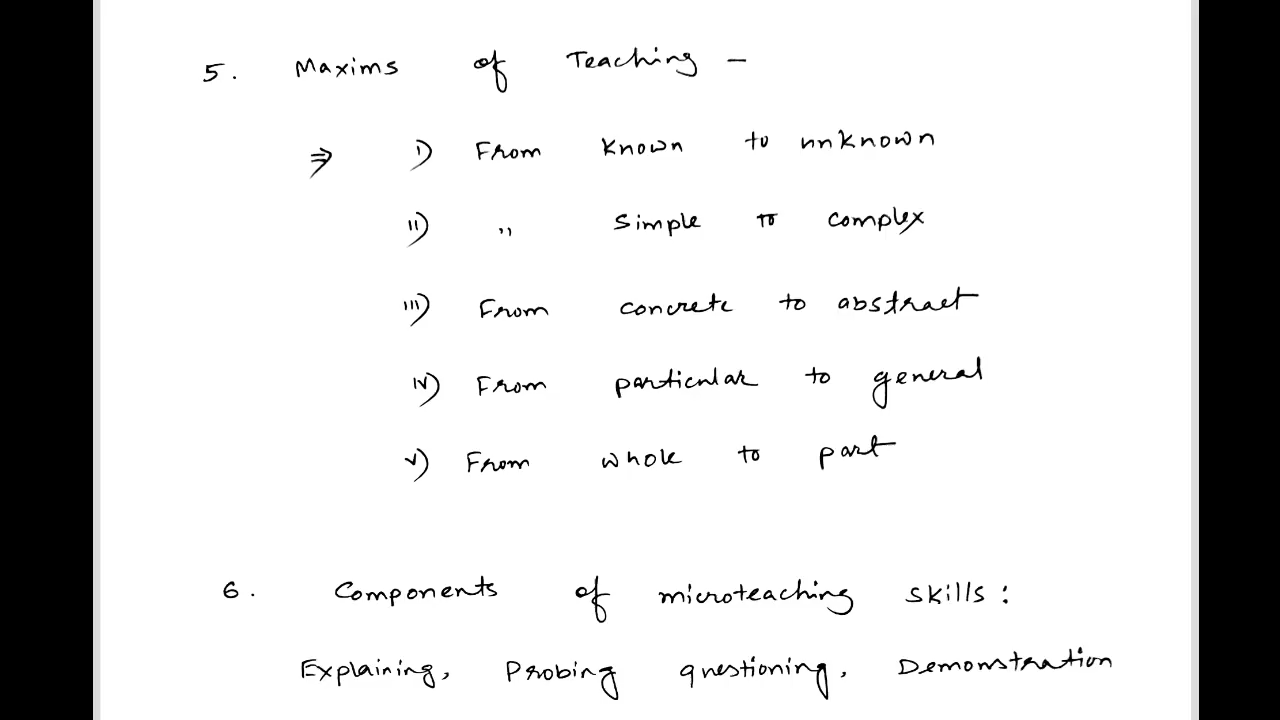 5. Maxims of Teaching –
⇒ i) From known to unknown
ii) ,, Simple to complex
iii) From concrete to abstract
iv) From particular to general
v) From whole to part
6. Components of microteaching skills:
Explaining, Probing questioning, Demonstration